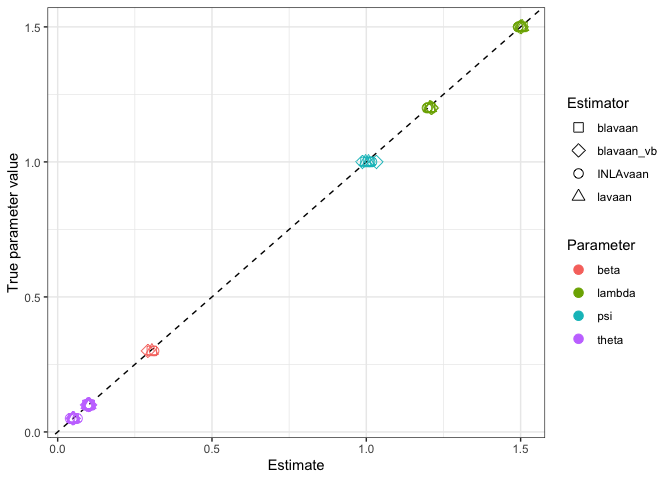 1.5
1.0
0.5
0.0
True parameter value
0.0
0.5
1.0
1.5
Estimate
Estimator
blavaan
blavaan_vb
INLAvaan
lavaan
Parameter
beta
lambda
psi
theta